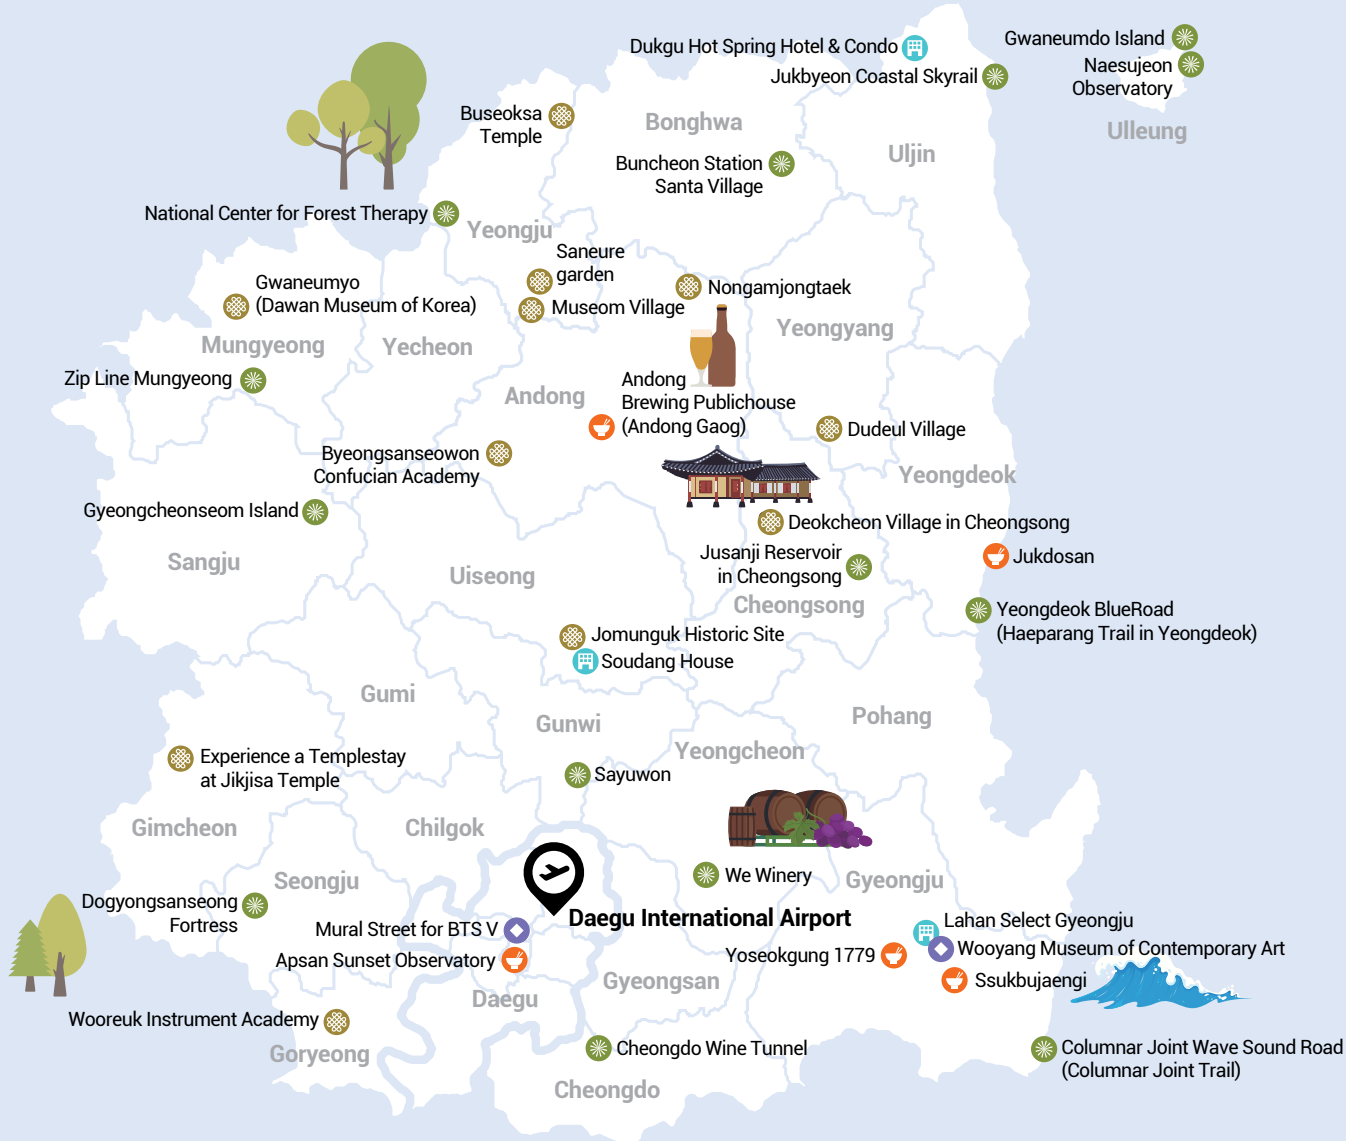 Dukgu Hot Spring Hotel & Condo
Gwaneumdo Island
Jukbyeon Coastal Skyrail
Naesujeon
Observatory
Ulleung
Buseoksa
Temple
Bonghwa
Uljin
Buncheon Station
Santa Village
National Center for Forest Therapy
Yeongju
Saneure
garden
Gwaneumyo
(Dawan Museum of Korea)
Museom Village
Nongamjongtaek
Yeongyang
Mungyeong
Yecheon
Zip Line Mungyeong
Andong
Andong
Brewing Publichouse
(Andong Gaog)
Dudeul Village
Byeongsanseowon
Confucian Academy
Yeongdeok
Gyeongcheonseom Island
Deokcheon Village in Cheongsong
Sangju
Uiseong
Jusanji Reservoir
in Cheongsong
Jukdosan
Cheongsong
Yeongdeok BlueRoad
(Haeparang Trail in Yeongdeok)
Jomunguk Historic Site
Soudang House
Gumi
Gunwi
Pohang
Yeongcheon
Experience a Templestay
at Jikjisa Temple
Sayuwon
Gimcheon
Chilgok
Seongju
We Winery
Gyeongju
Dogyongsanseong
Fortress
Daegu International Airport
Mural Street for BTS V
Lahan Select Gyeongju
Apsan Sunset Observatory
Yoseokgung 1779
Wooyang Museum of Contemporary Art
Gyeongsan
Ssukbujaengi
Daegu
Wooreuk Instrument Academy
Goryeong
Cheongdo Wine Tunnel
Columnar Joint Wave Sound Road
(Columnar Joint Trail)
Cheongdo